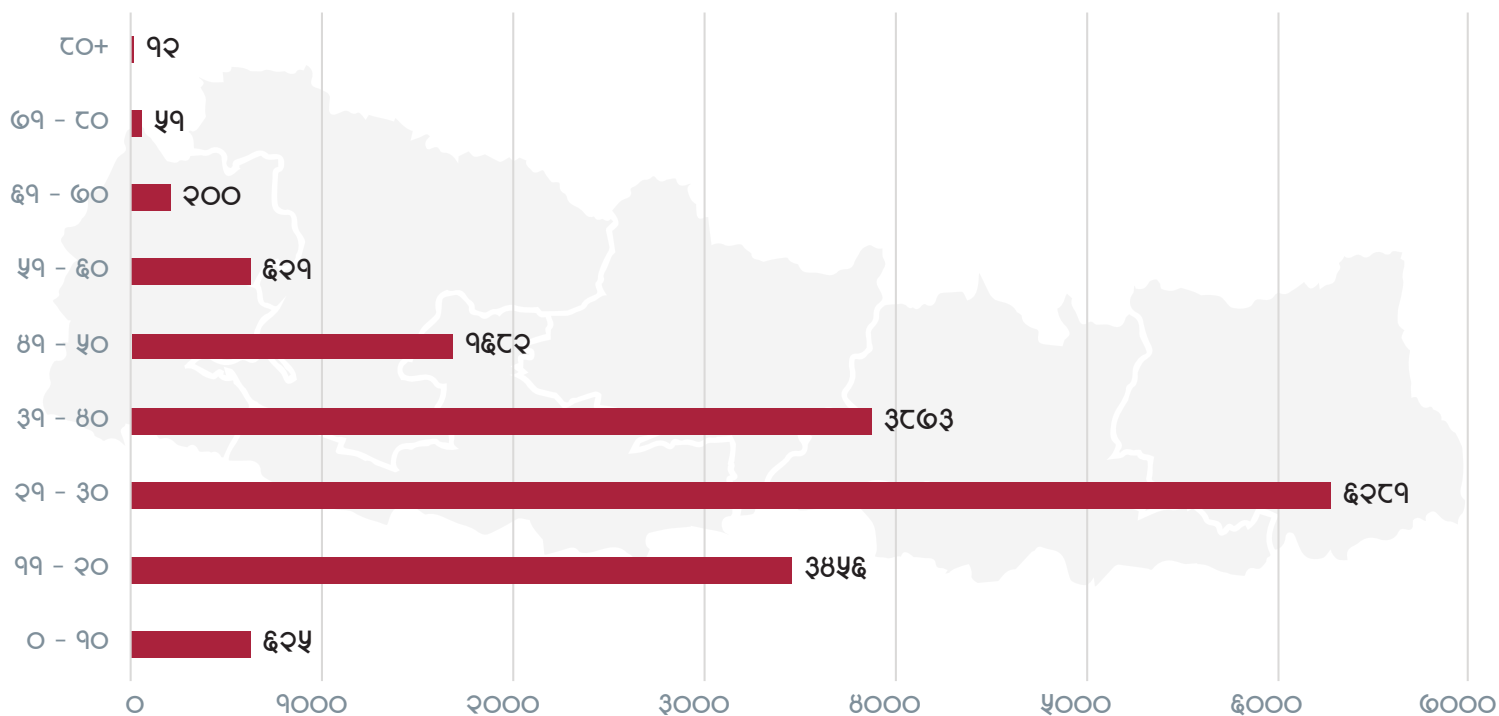 ८०+ १२
७१ - ८० ५१
६१ - ७० २००
५१ - ६० ६२१
४१ - ५० १६८२
३१ - ४० ३८७३
२१ - ३० ६२८१
११ - २० ३४५६
० - १० ६२५
० १००० २००० ३००० ४००० ५००० ६००० ७०००